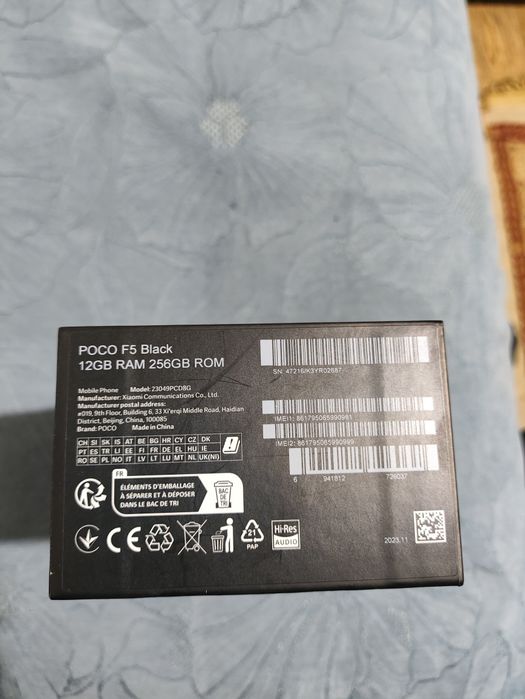 POCO F5 Black
12GB RAM 256GB ROM
Mobile Phone Model: 23049PCD8G
Manufacturer: Xiaomi Communications Co., Ltd.
Manufacturer postal address:
#019, 9th Floor, Building 6, 33 Xi'erqi Middle Road, Haidian
District, Beijing, China, 100085
Brand: POCO Made in China
CH SI SK IS AT BE BG HR CY CZ DK
PT ES TR LI EE FI FR DE EL HU IE
RO SE PL NO IT LV LT LU MT NL UK(NI)
FR
ÉLÉMENTS D'EMBALLAGE
À SÉPARER ET À DÉPOSER
DANS LE BAC DE TRI
BAC
DE
TRI
CE
21
PAP
Hi-Res
AUDIO
SN: 47216/K3YR02887
IMEI1: 861795065990981
IMEI2: 861795065990999
6 941812 726037
2023.11